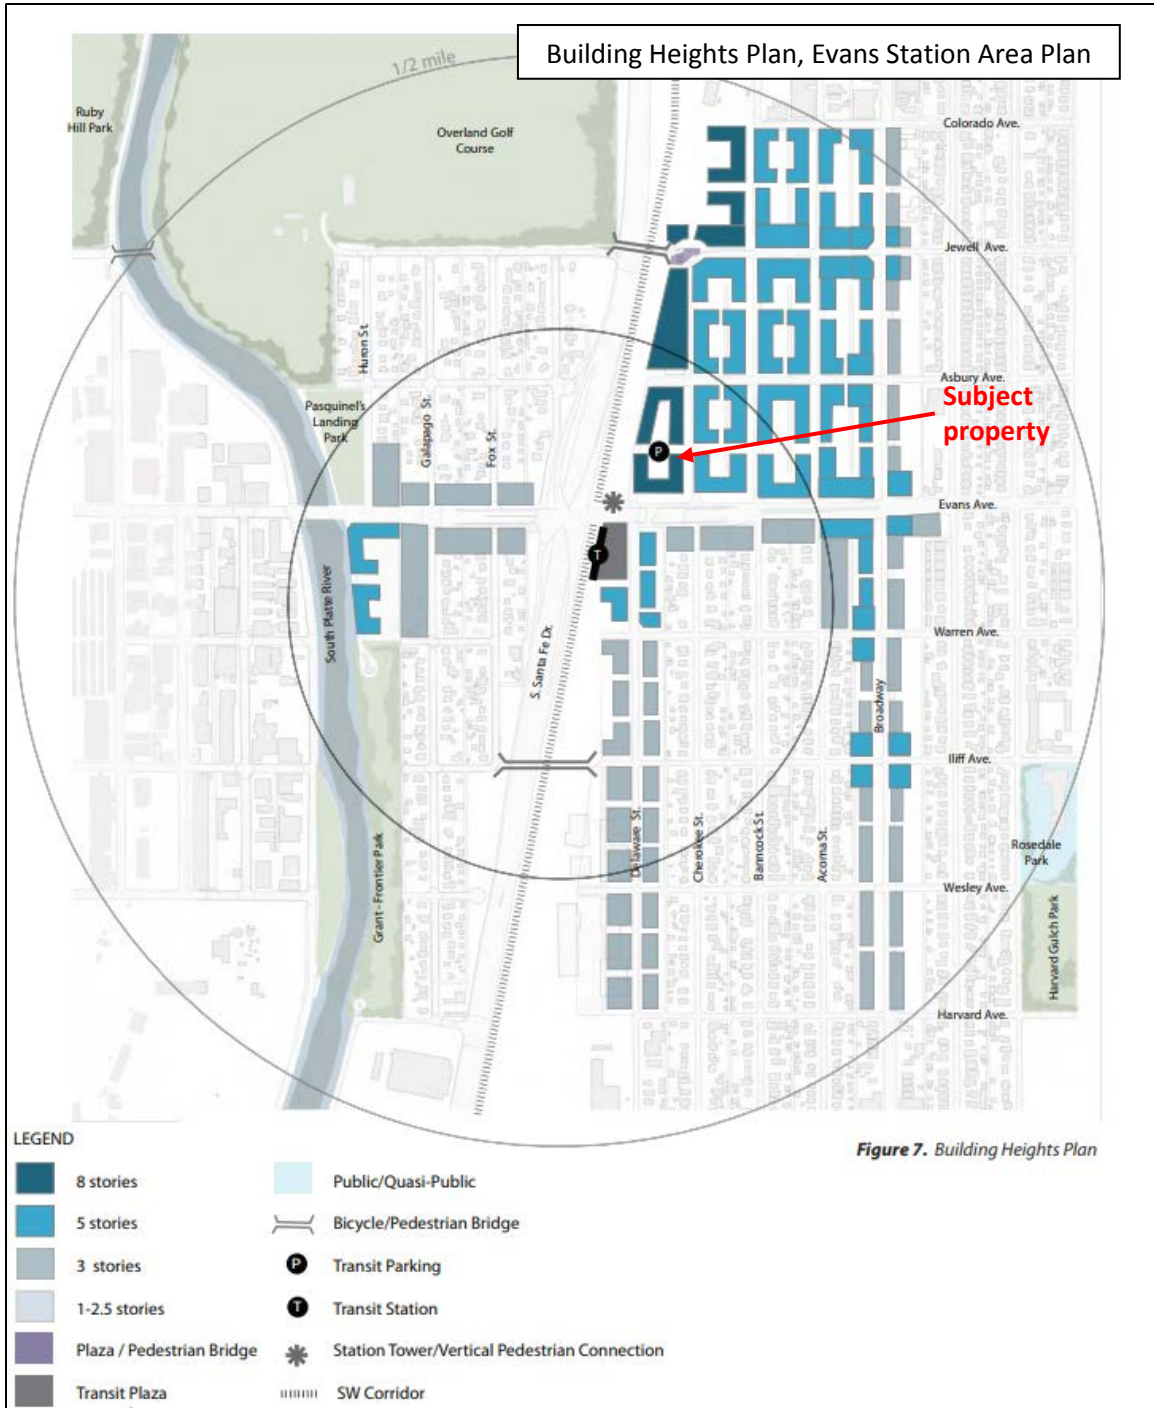 Building Heights Plan, Evans Station Area Plan
1/2 mile
Ruby
Hill Park
Overland Golf
Course
Colorado Ave.
Jewell Ave.
Huron St.
Asbury Ave.
Subject
property
Pasquinel's
Landing
Park
Galapago St.
Fox St.
P
Evans Ave.
T
South Platte River
S. Santa Fe Dr.
Warren Ave.
Broadway
Iliff Ave.
Delaware St.
Cherokee St.
Banncock St.
Acoma St.
Rosedale
Park
Wesley Ave.
Grant - Frontier Park
Harvard Gulch Park
Harvard Ave.
LEGEND
Figure 7. Building Heights Plan
8 stories
Public/Quasi-Public
5 stories
Bicycle/Pedestrian Bridge
3 stories
P
Transit Parking
1-2.5 stories
T
Transit Station
Plaza / Pedestrian Bridge
Station Tower/Vertical Pedestrian Connection
Transit Plaza
SW Corridor